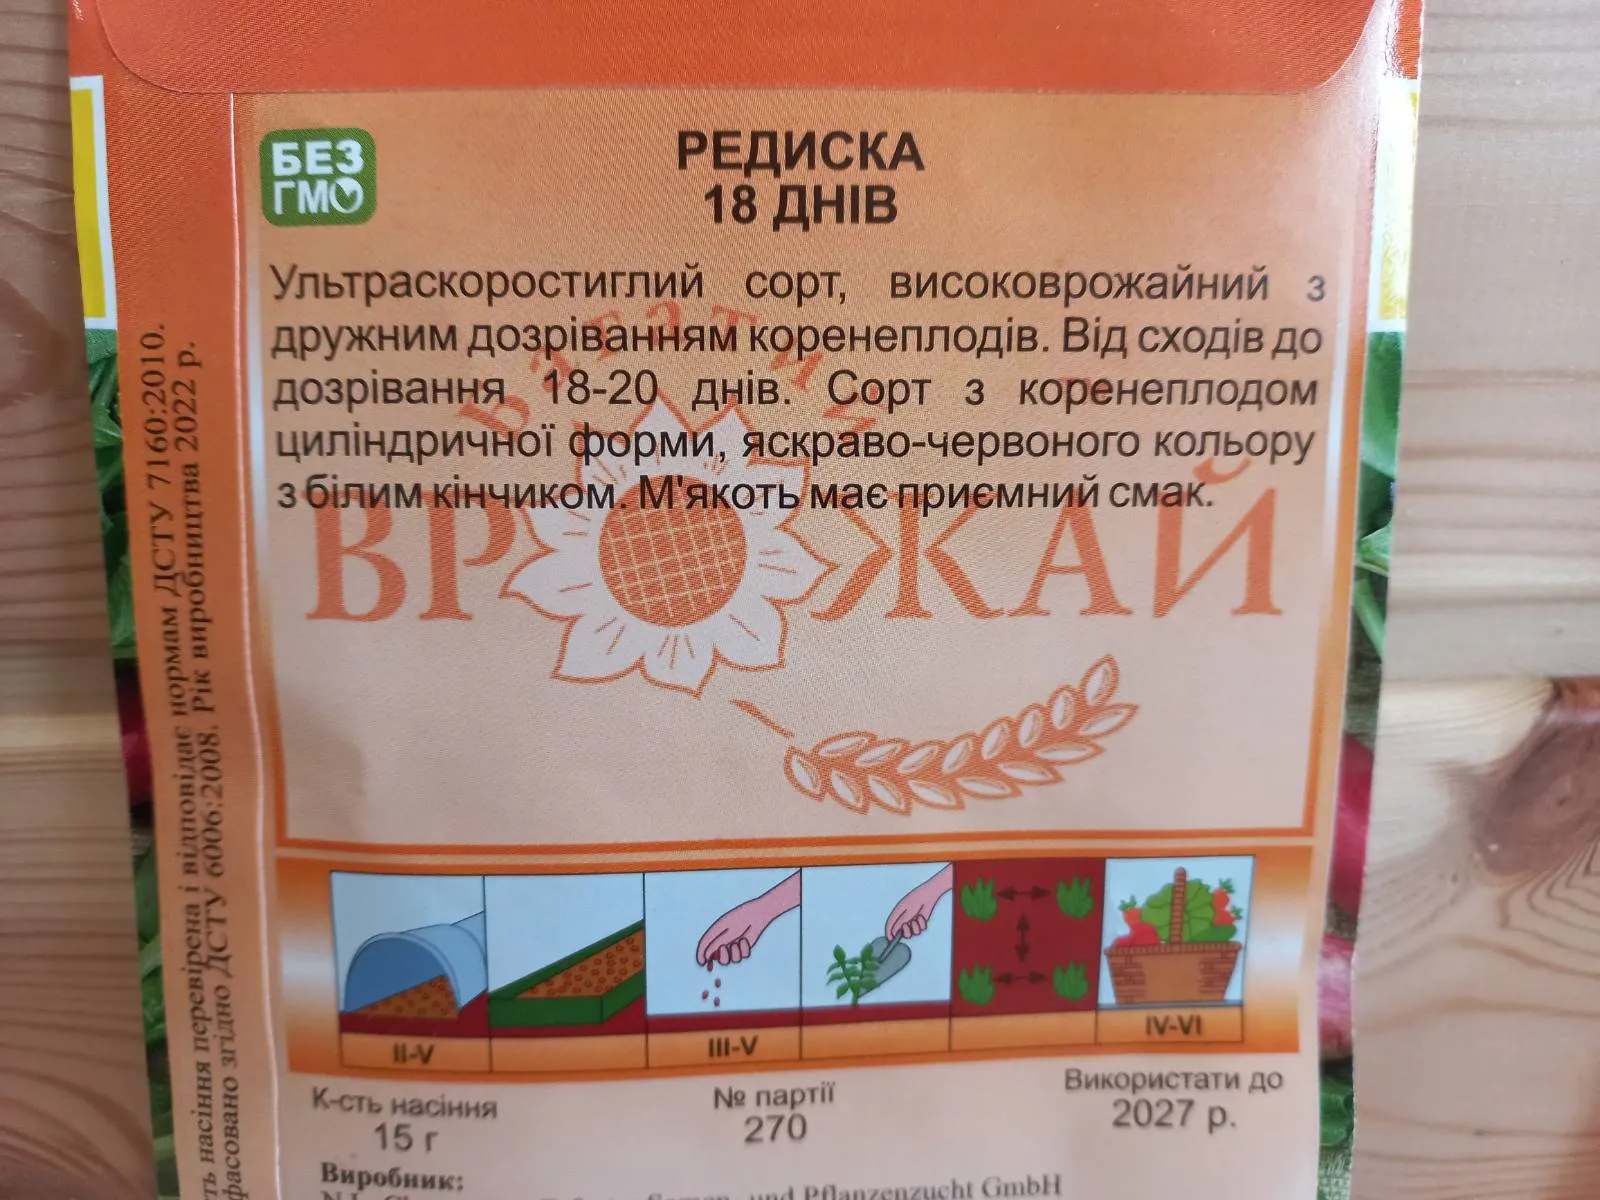 БЕЗ
ГМО
РЕДИСКА
18 ДНІВ
Ультраскоростиглий сорт, високоврожайний з
дружним дозріванням коренеплодів. Від сходів до
дозрівання 18-20 днів. Сорт з коренеплодом
циліндричної форми, яскраво-червоного кольору
з білим кінчиком. М'якоть має приємний смак.
Багатий
ВРОЖАЙ
II-V
III-V
IV-VI
К-сть насіння
15 г
№ партії
270
Використати до
2027 р.
Виробник:
Pflanzenzucht GmbH
насіння перевірена і відповідає нормам ДСТУ 7160:2010.
фасовано згідно ДСТУ 6006:2008. Рік виробництва 2022 р.